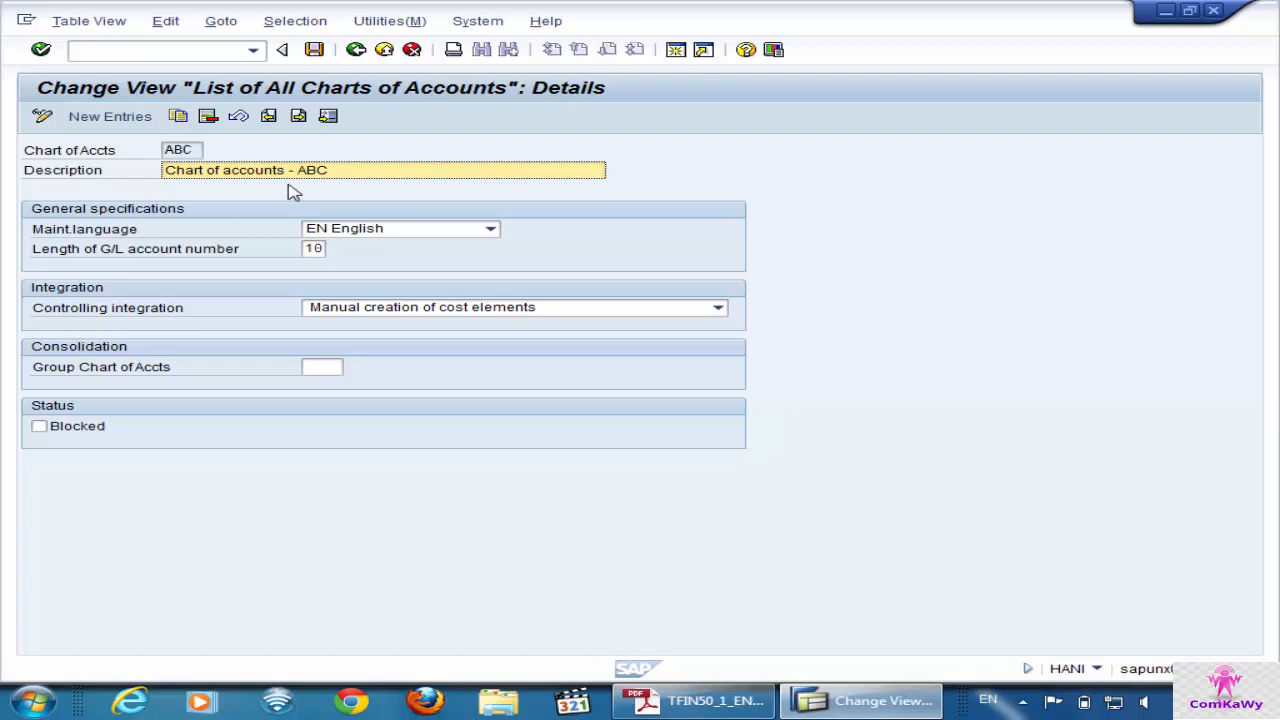 Table View Edit Goto Selection Utilities(M) System Help
Change View "List of All Charts of Accounts": Details
New Entries
Chart of Accts ABC
Description Chart of accounts - ABC
General specifications
Maint.language EN English
Length of G/L account number 10
Integration
Controlling integration Manual creation of cost elements
Consolidation
Group Chart of Accts
Status
Blocked
SAP
HANI
321
PDF
TFIN50_1_EN...
Change View...
EN
ComKaWy